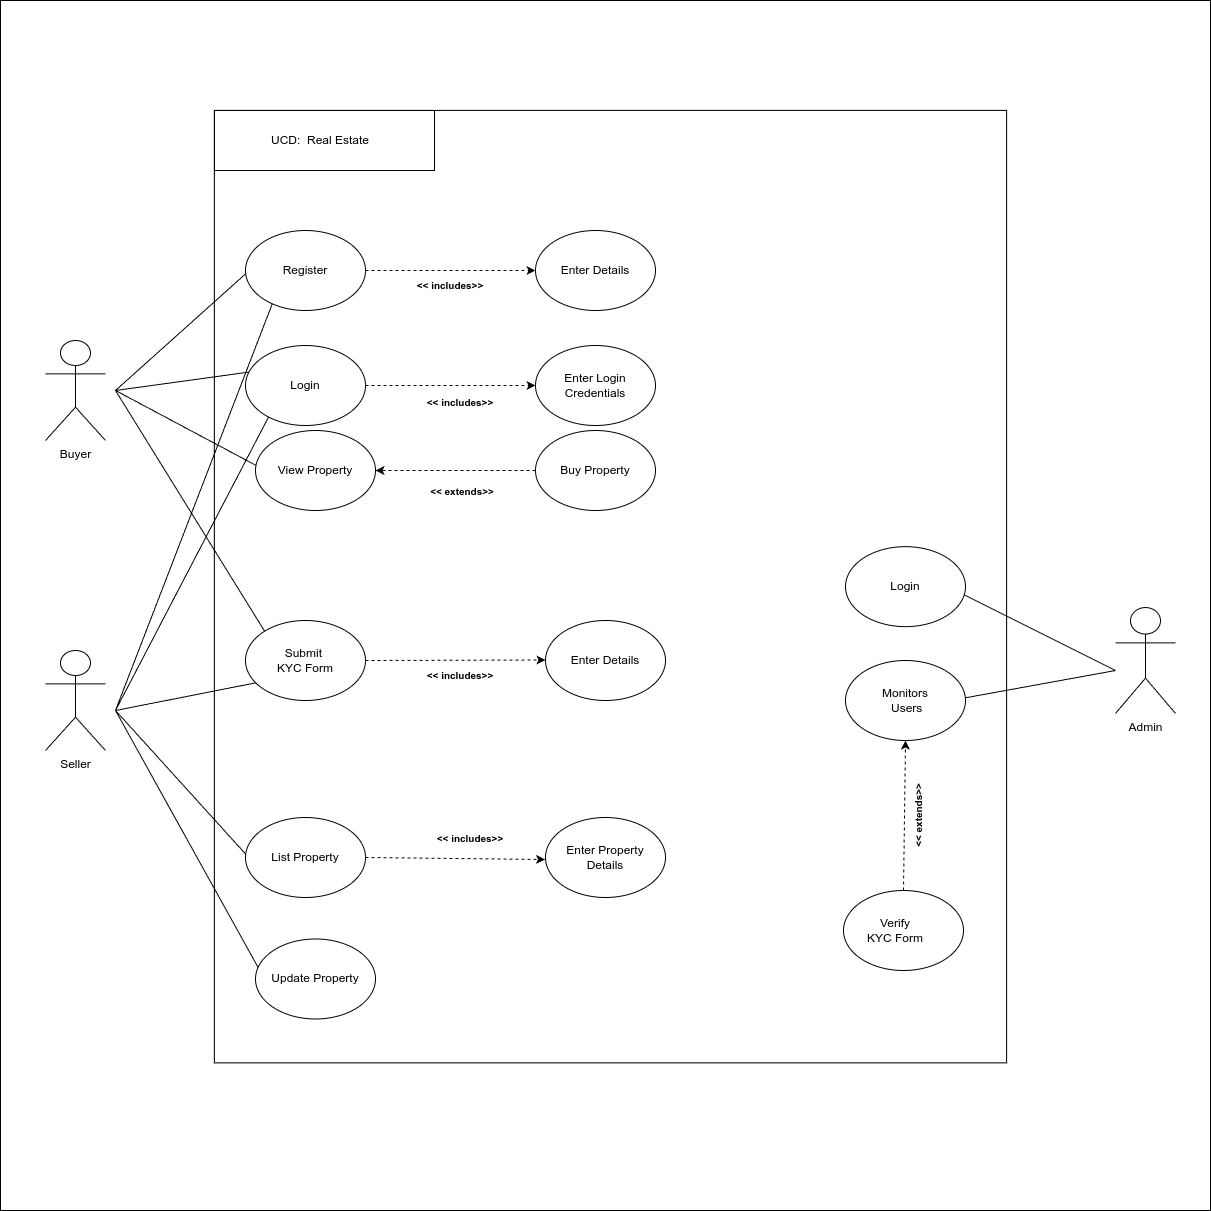 UCD:  Real Estate
Register
<< includes>>
Enter Details
Login
<< includes>>
Enter Login
Credentials
Buyer
View Property
<< extends>>
Buy Property
Login
Submit
KYC Form
<< includes>>
Enter Details
Monitors
Users
Admin
Seller
<< extends>>
List Property
<< includes>>
Enter Property
Details
Verify
KYC Form
Update Property